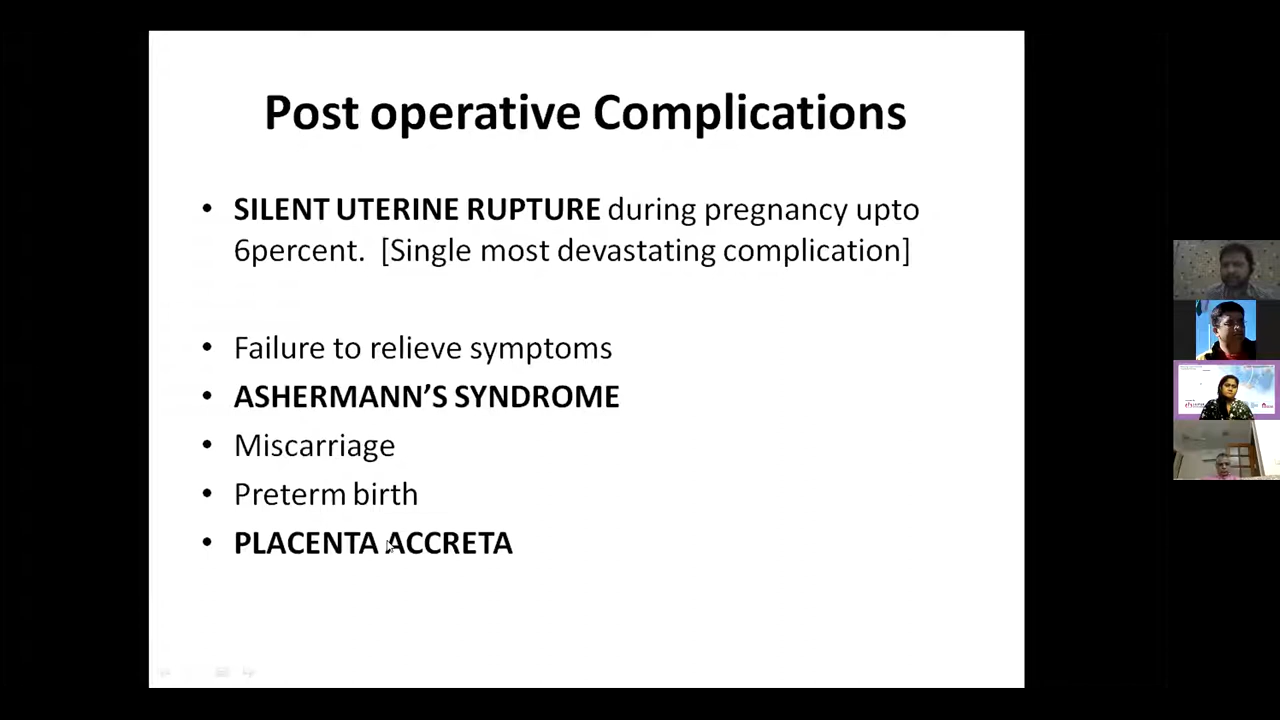 Post operative Complications
• SILENT UTERINE RUPTURE during pregnancy upto
6percent. [Single most devastating complication]
• Failure to relieve symptoms
• ASHERMANN’S SYNDROME
• Miscarriage
• Preterm birth
• PLACENTA ACCRETA